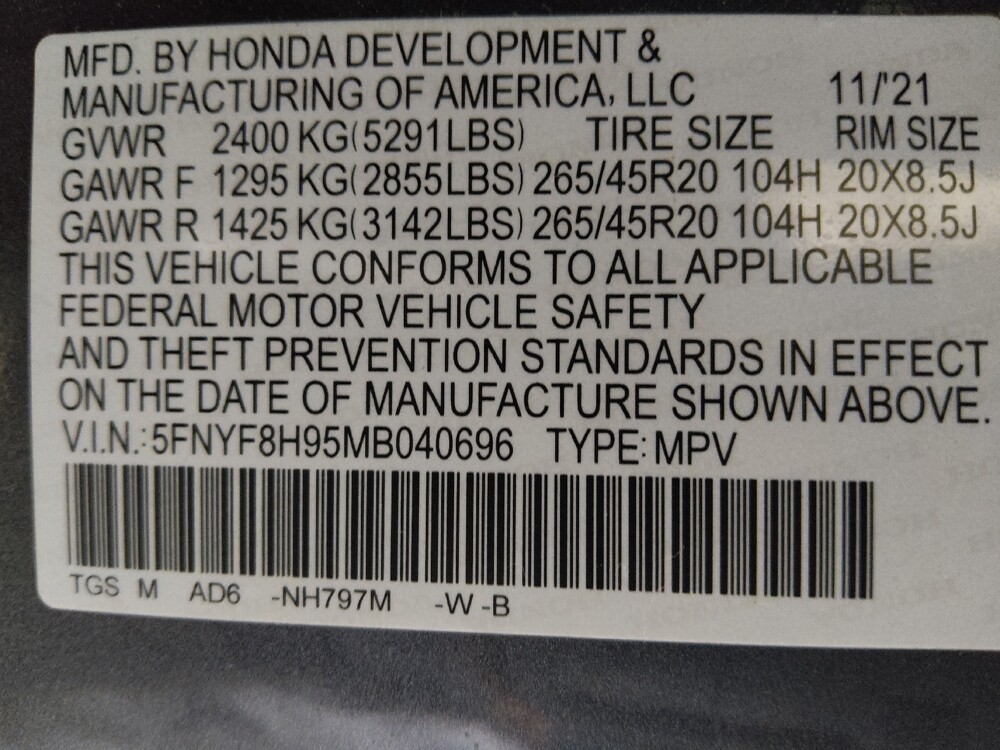 MFD. BY HONDA DEVELOPMENT &
MANUFACTURING OF AMERICA, LLC 11/'21
GVWR 2400 KG(5291LBS) TIRE SIZE RIM SIZE
GAWR F 1295 KG(2855LBS) 265/45R20 104H 20X8.5J
GAWR R 1425 KG(3142LBS) 265/45R20 104H 20X8.5J
THIS VEHICLE CONFORMS TO ALL APPLICABLE
FEDERAL MOTOR VEHICLE SAFETY
AND THEFT PREVENTION STANDARDS IN EFFECT
ON THE DATE OF MANUFACTURE SHOWN ABOVE.
V.I.N.: 5FNYF8H95MB040696 TYPE: MPV
TGS M AD6 -NH797M -W -B